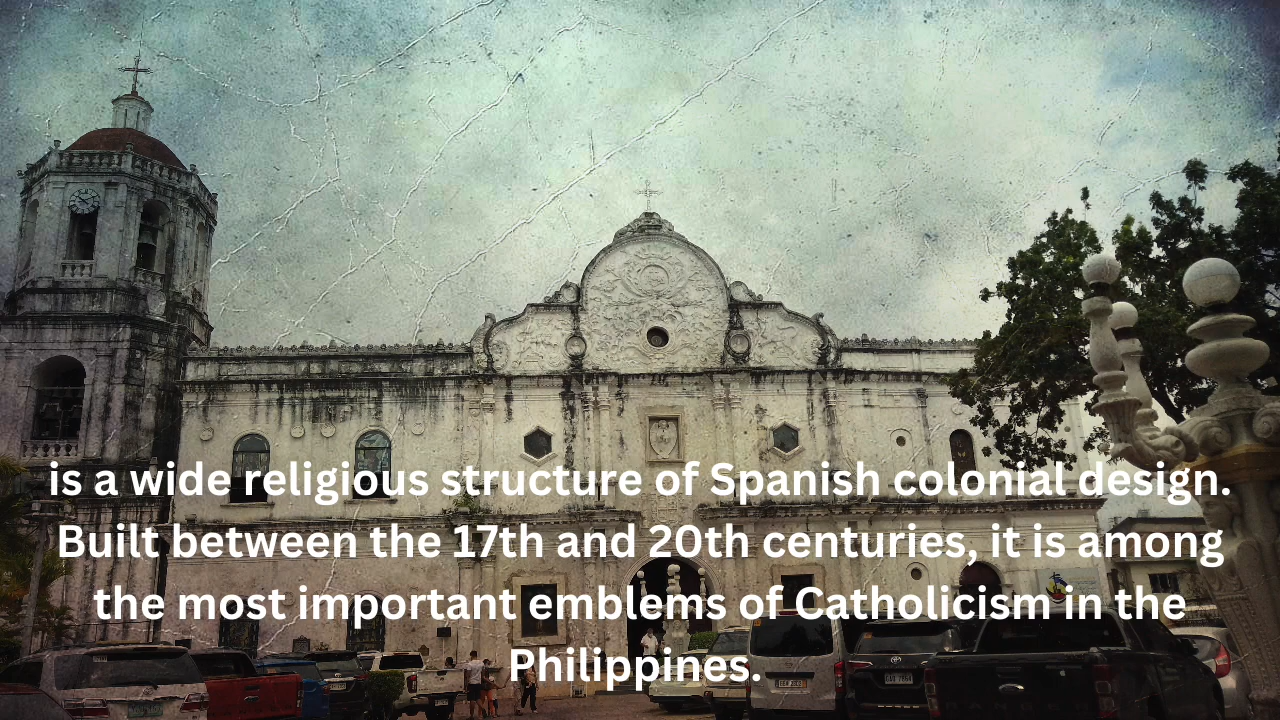 is a wide religious structure of Spanish colonial design.
Built between the 17th and 20th centuries, it is among
the most important emblems of Catholicism in the
Philippines.